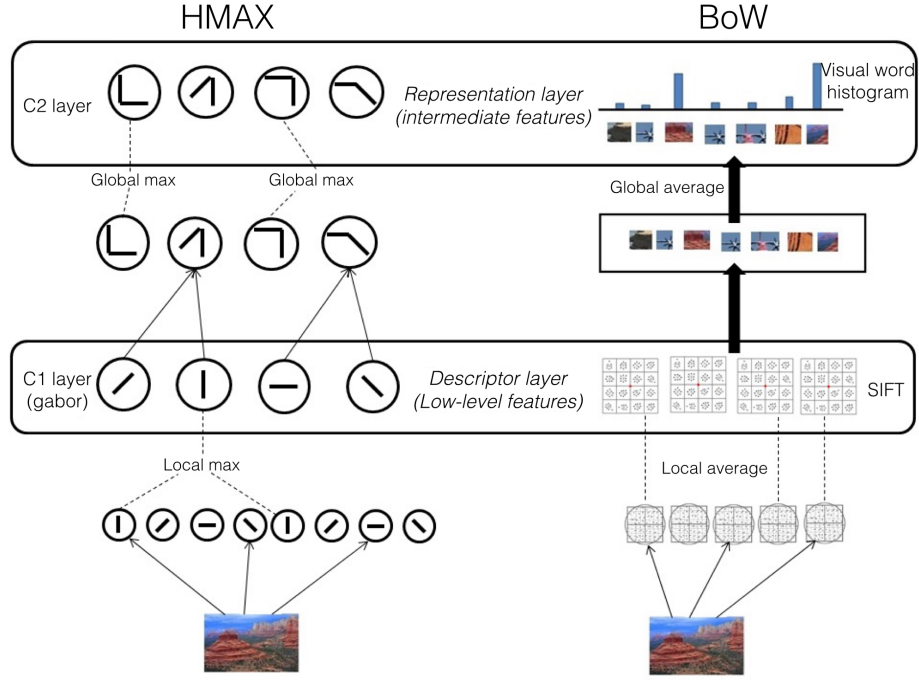 HMAX
BoW
C2 layer
Representation layer
(intermediate features)
Visual word
histogram
Global max
Global max
Global average
C1 layer
(gabor)
Descriptor layer
(Low-level features)
SIFT
Local max
Local average